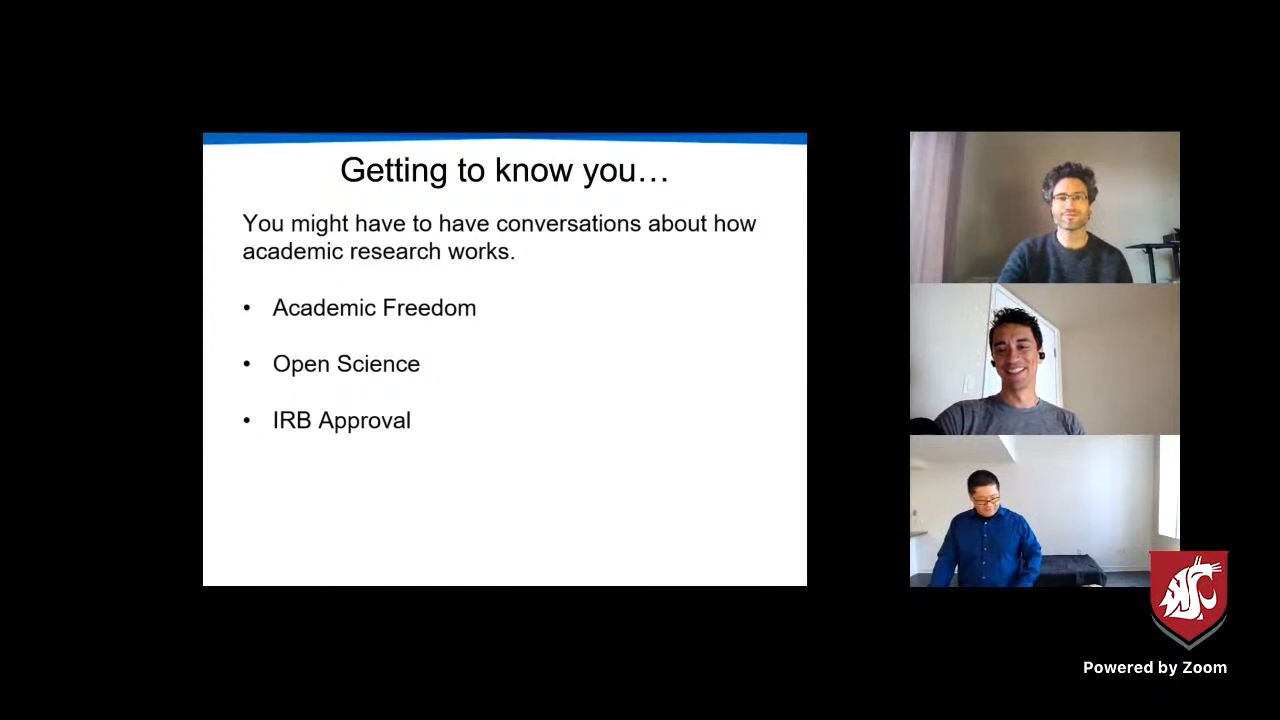 Getting to know you…
You might have to have conversations about how
academic research works.
• Academic Freedom
• Open Science
• IRB Approval
Powered by Zoom